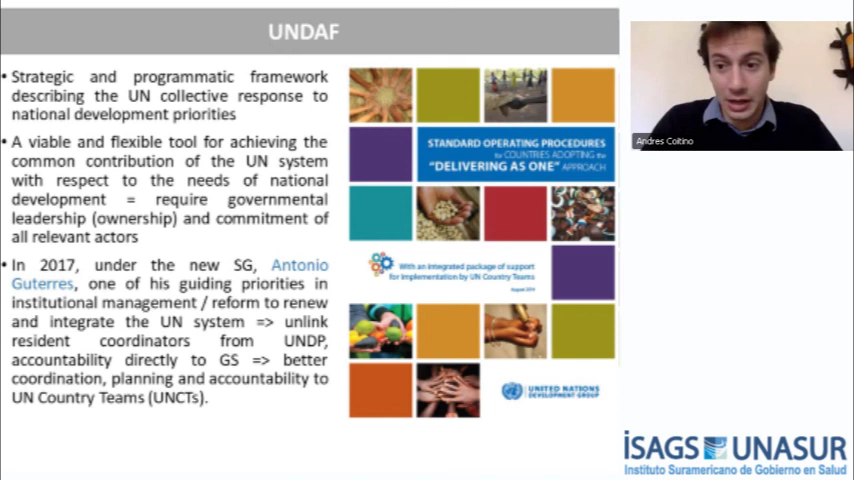 UNDAF
• Strategic and programmatic framework
describing the UN collective response to
national development priorities
• A viable and flexible tool for achieving the
common contribution of the UN system
with respect to the needs of national
development = require governmental
leadership (ownership) and commitment of
all relevant actors
• In 2017, under the new SG, Antonio
Guterres, one of his guiding priorities in
institutional management / reform to renew
and integrate the UN system => unlink
resident coordinators from UNDP,
accountability directly to GS => better
coordination, planning and accountability to
UN Country Teams (UNCTs).
STANDARD OPERATING PROCEDURES
for COUNTRIES ADOPTING the
"DELIVERING AS ONE" APPROACH
With an integrated package of support
for implementation by UN Country Teams
August 2014
UNITED NATIONS
DEVELOPMENT GROUP
Andres Coitino
iSAGS UNASUR
Instituto Suramericano de Gobierno en Salud